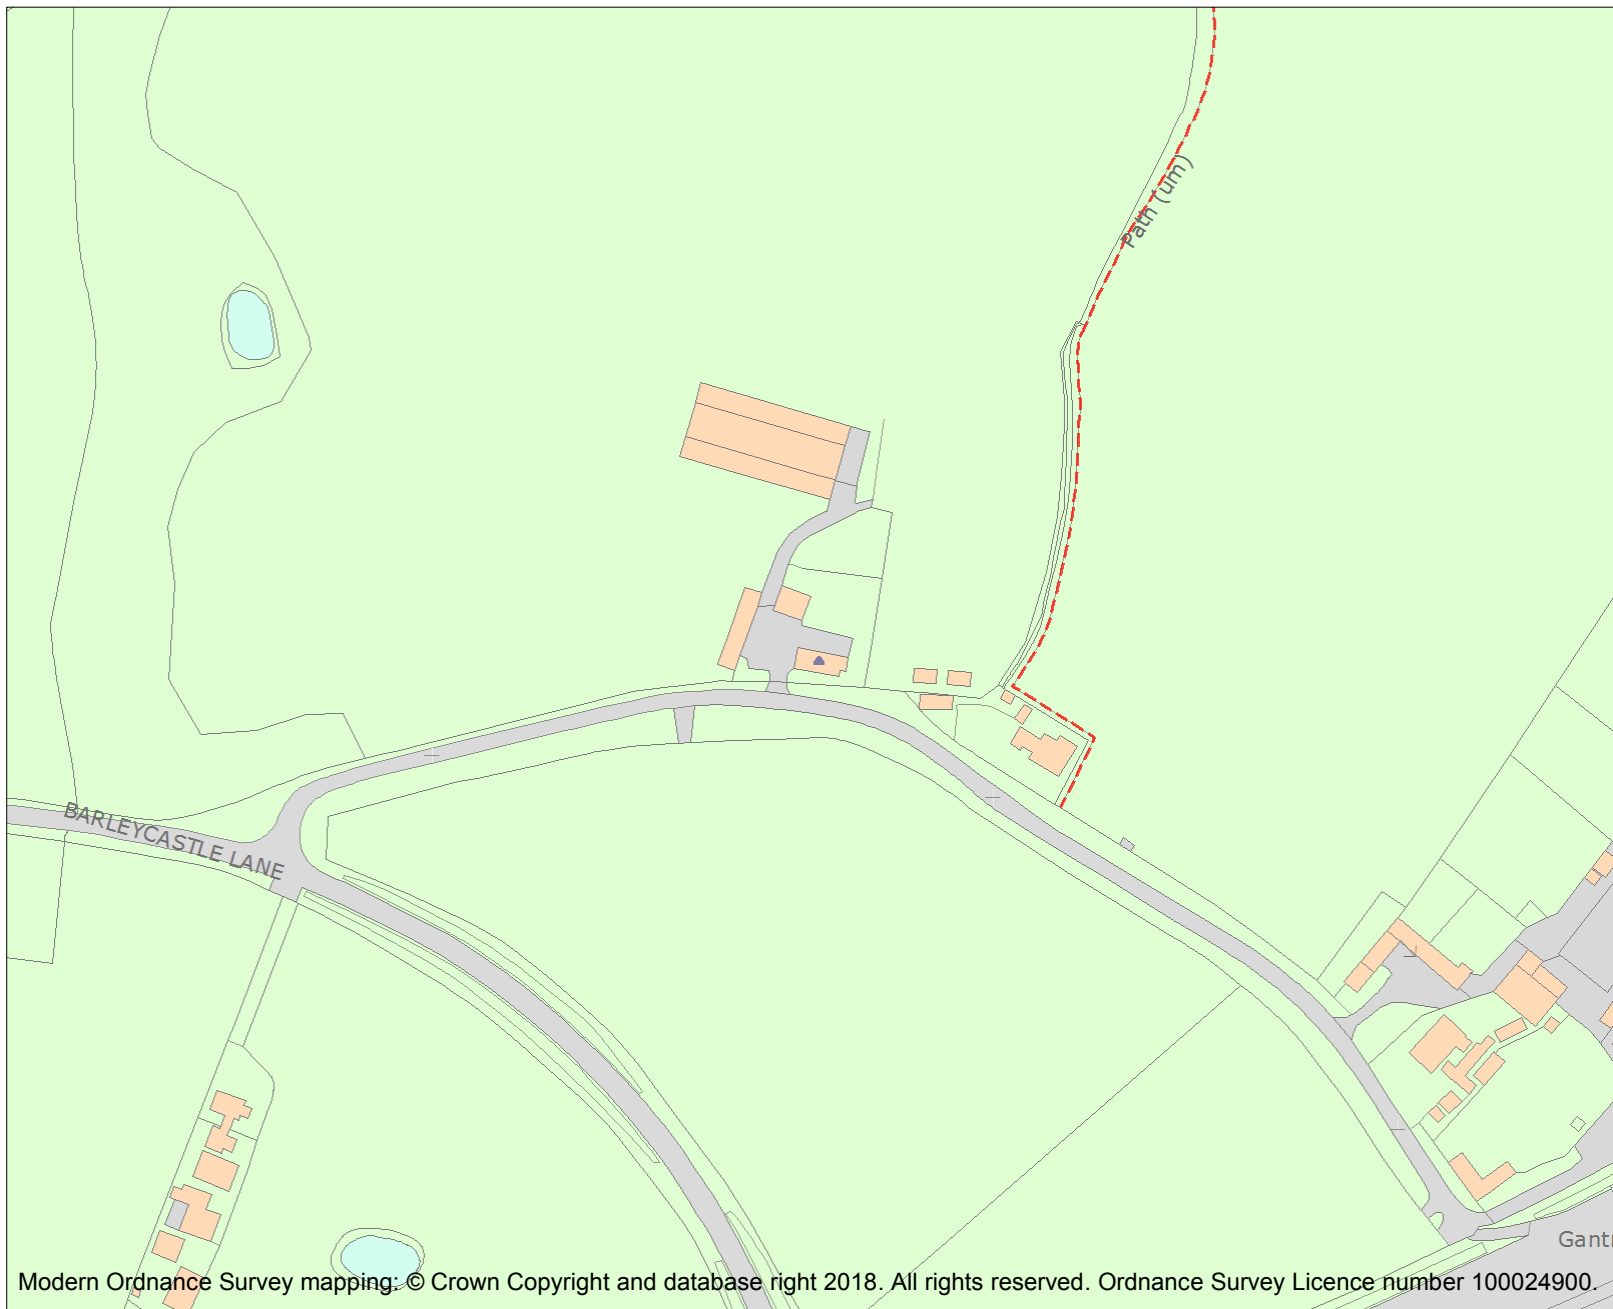 Path (um)
BARLEYCASTLE LANE
Gantr
Modern Ordnance Survey mapping: © Crown Copyright and database right 2018. All rights reserved. Ordnance Survey Licence number 100024900.